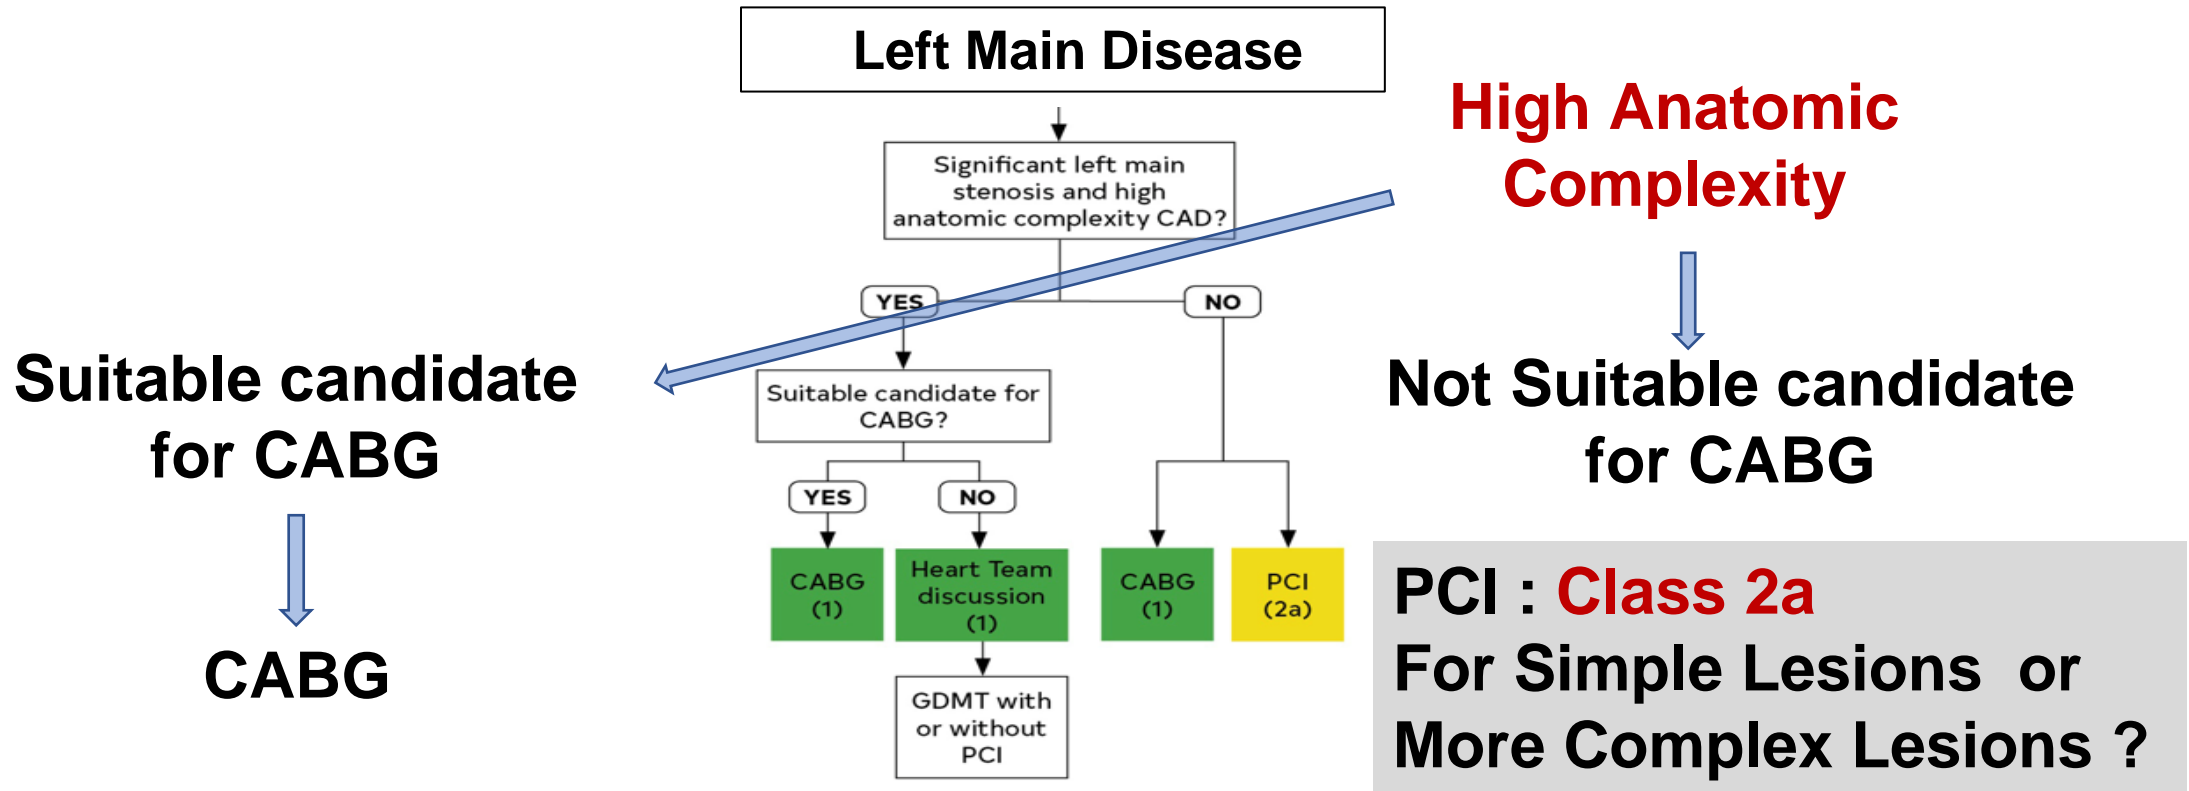 Left Main Disease
High Anatomic
Complexity
Significant left main
stenosis and high
anatomic complexity CAD?
YES
NO
Suitable candidate
for CABG
Suitable candidate for
CABG?
Not Suitable candidate
for CABG
YES
NO
CABG
(1)
Heart Team
discussion
(1)
CABG
(1)
PCI
(2a)
GDMT with
or without
PCI
CABG
PCI : Class 2a
For Simple Lesions or
More Complex Lesions ?